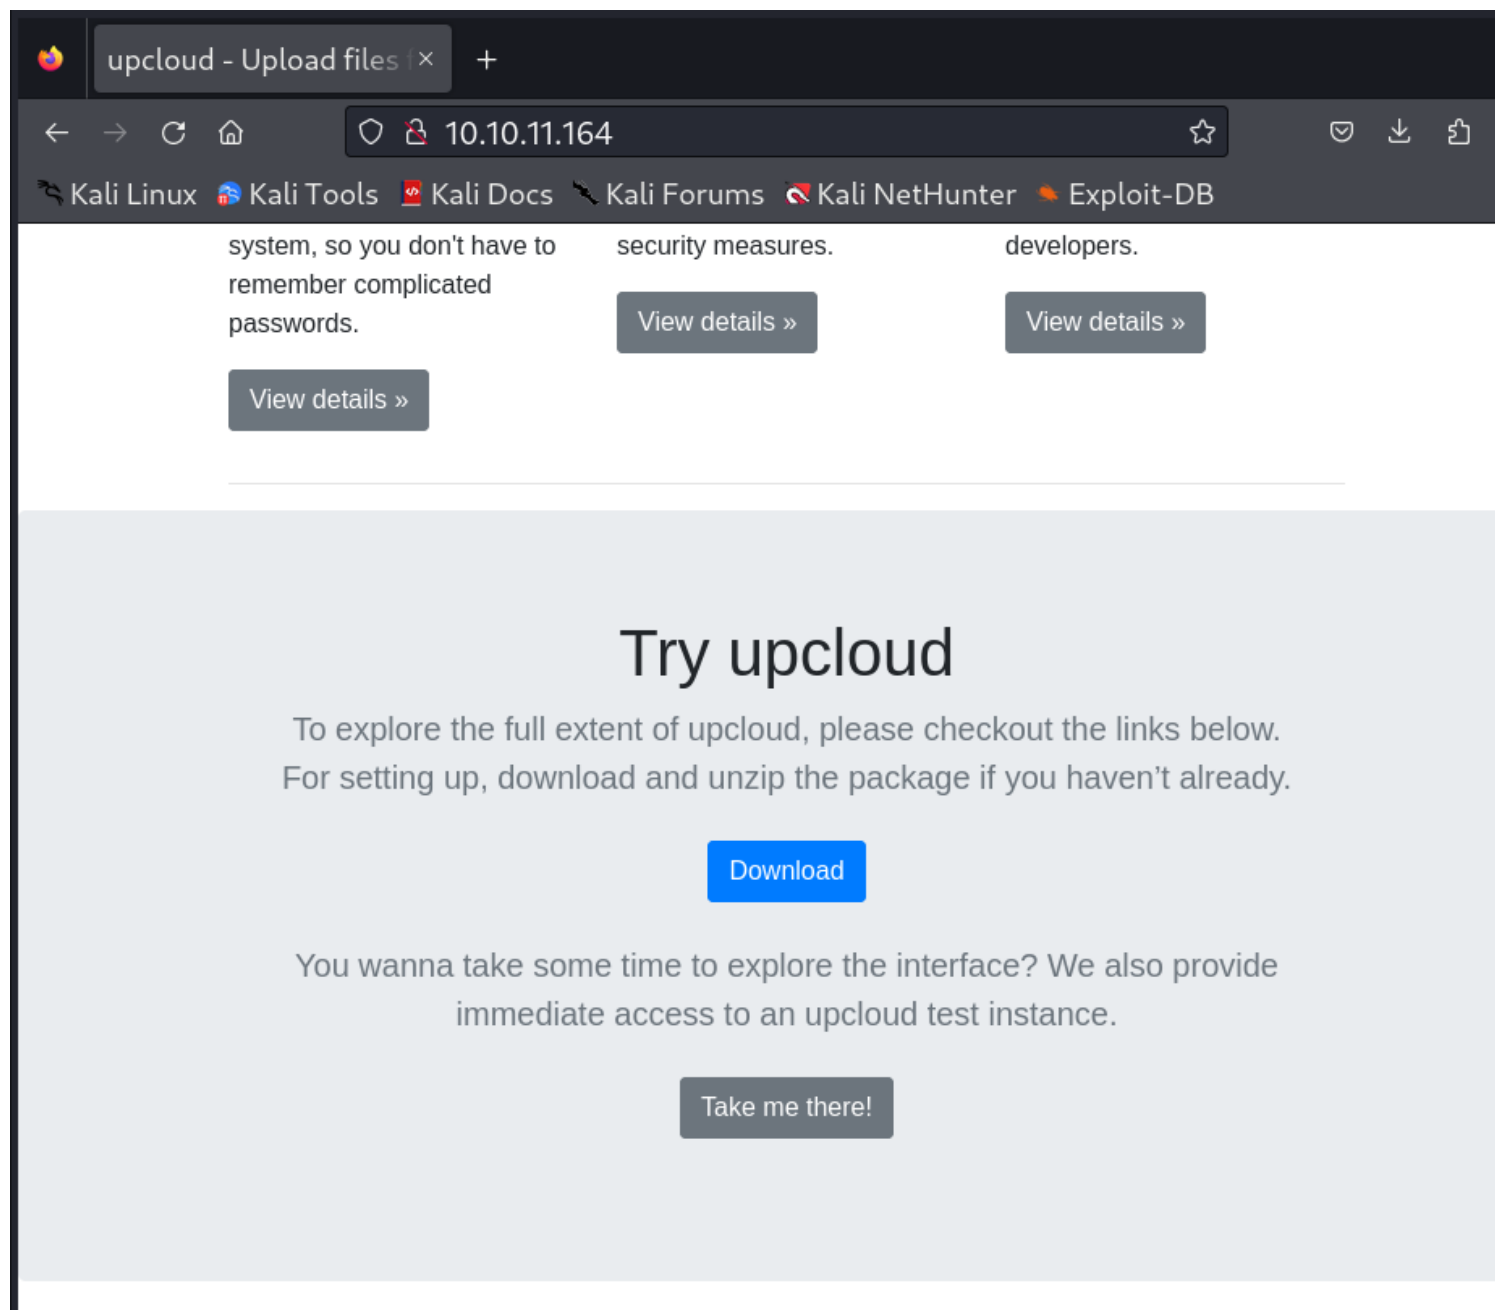 upcloud - Upload files f
10.10.11.164
Kali Linux Kali Tools Kali Docs Kali Forums Kali NetHunter Exploit-DB
system, so you don't have to
remember complicated
passwords.
View details »
security measures.
View details »
developers.
View details »
Try upcloud
To explore the full extent of upcloud, please checkout the links below.
For setting up, download and unzip the package if you haven’t already.
Download
You wanna take some time to explore the interface? We also provide
immediate access to an upcloud test instance.
Take me there!